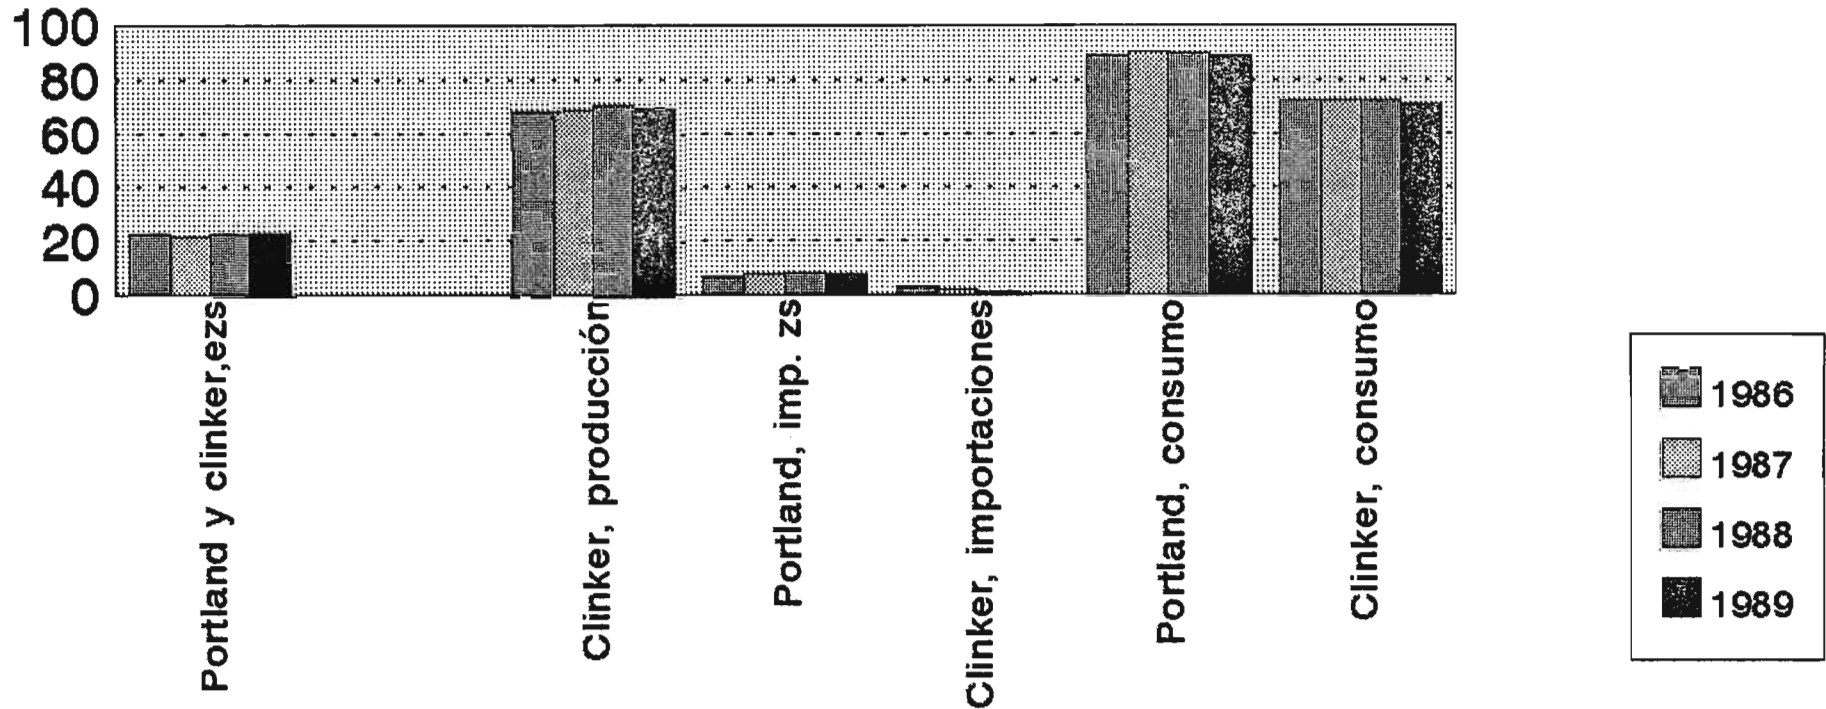 100
80
60
40
20
0
Portland y clinker,ezs
Clinker, producción
Portland, imp. zs
Clinker, importaciones
Portland, consumo
Clinker, consumo
1986
1987
1988
1989